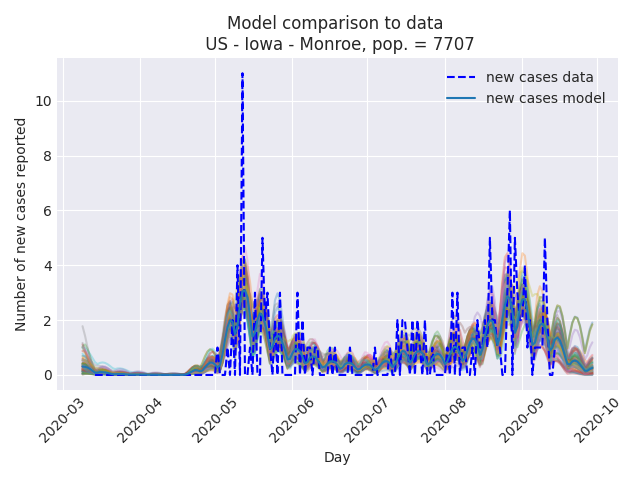 Model comparison to data
US - Iowa - Monroe, pop. = 7707
new cases data
new cases model
Number of new cases reported
10
8
6
4
2
0
2020-03
2020-04
2020-05
2020-06
2020-07
2020-08
2020-09
2020-10
Day